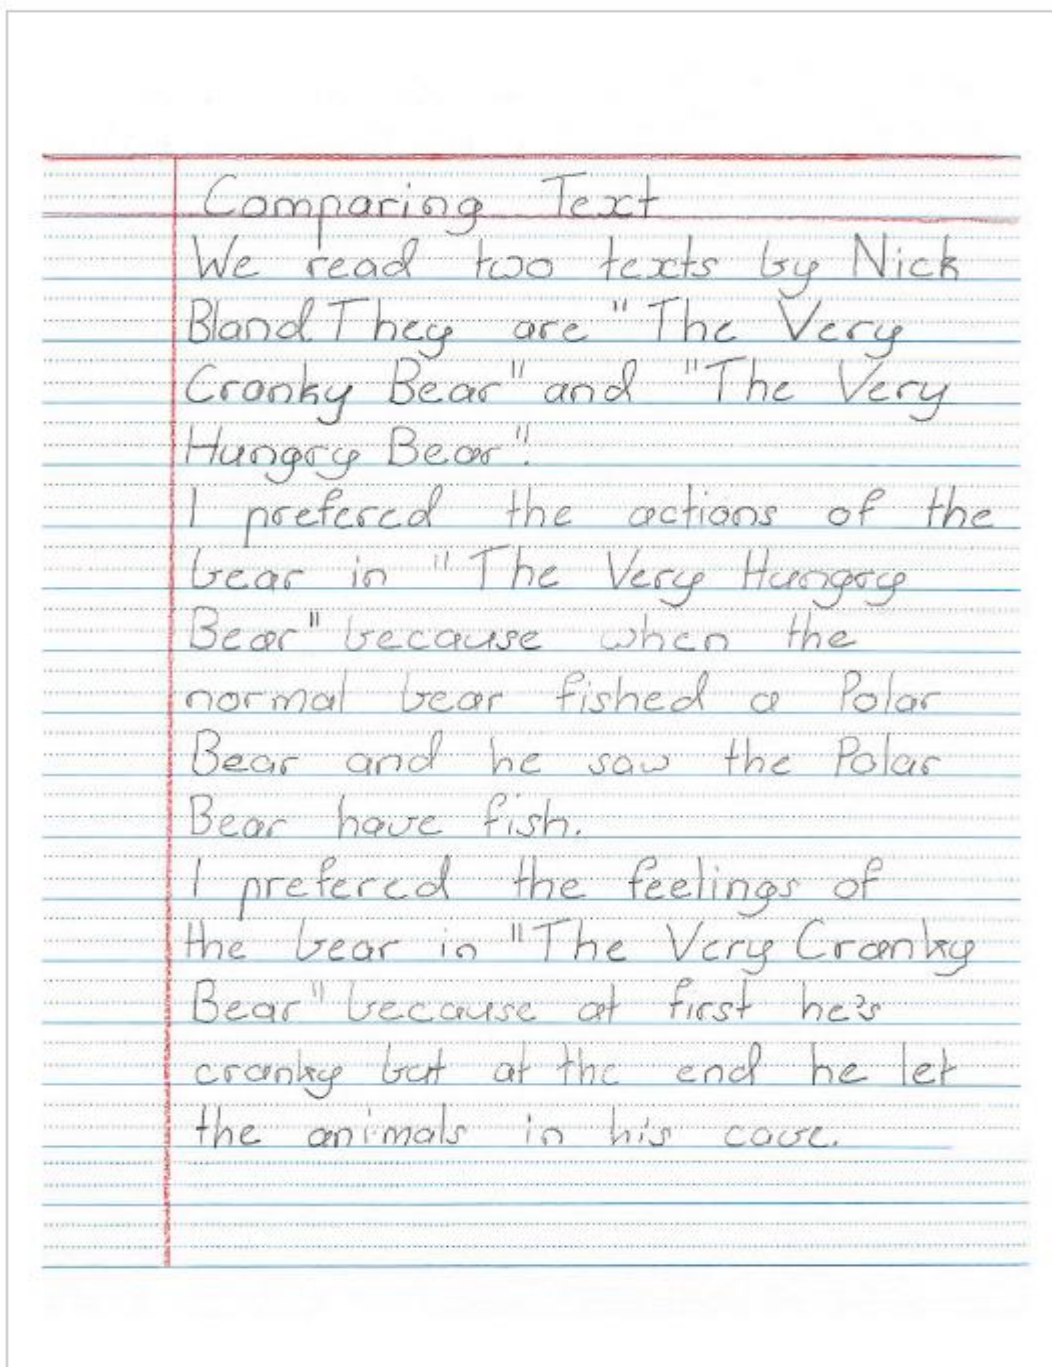 Comparing Text
We read two texts by Nick
Bland. They are "The Very
Cranky Bear" and "The Very
Hungry Bear".
I prefered the actions of the
bear in "The Very Hungry
Bear" because when the
normal bear fished a Polar
Bear and he saw the Polar
Bear have fish.
I prefered the feelings of
the bear in "The Very Cranky
Bear" because at first he's
cranky but at the end he let
the animals in his cave.